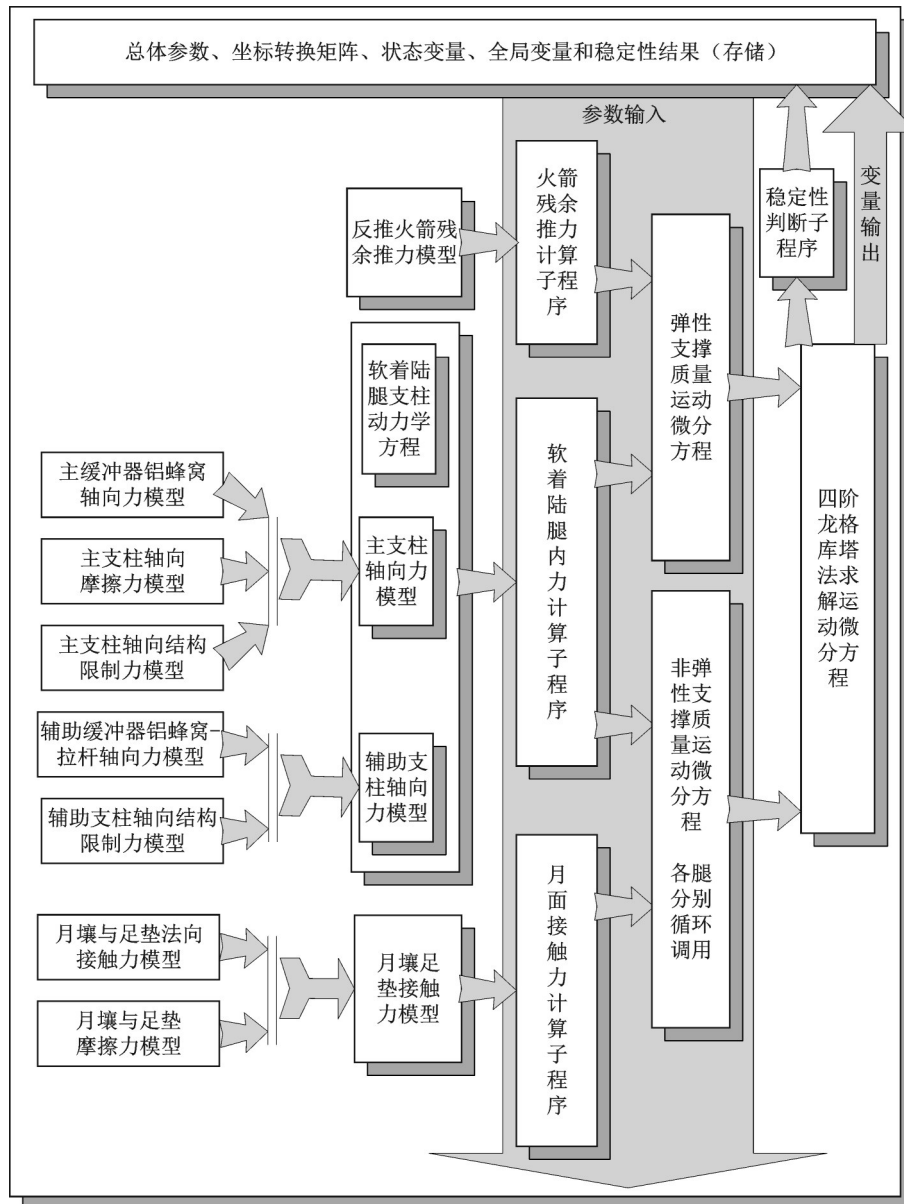 总体参数、坐标转换矩阵、状态变量、全局变量和稳定性结果（存储）
参数输入
反推火箭残
余推力模型
火箭
残余
推力
计算
子程
序
稳定性
判断子
程序
变
量
输
出
弹性
支撑
质量
运动
微分
方程
软着陆
腿支柱
动力学
方程
主缓冲器铝蜂窝
轴向力模型
主支柱轴向
摩擦力模型
主支柱轴向结构
限制力模型
主支柱
轴向力
模型
软
着
陆
腿
内
力
计
算
子
程
序
四阶
龙格
库塔
法求
解运
动微
分方
程
辅助缓冲器铝蜂窝-
拉杆轴向力模型
辅助支柱轴向结构
限制力模型
辅助支
柱轴向
力模型
非弹
性支
撑质
量运
动微
分方
程
各腿
分别
循环
调用
月壤与足垫法向
接触力模型
月壤与足垫
摩擦力模型
月壤足
垫接触
力模型
月
面
接
触
力
计
算
子
程
序